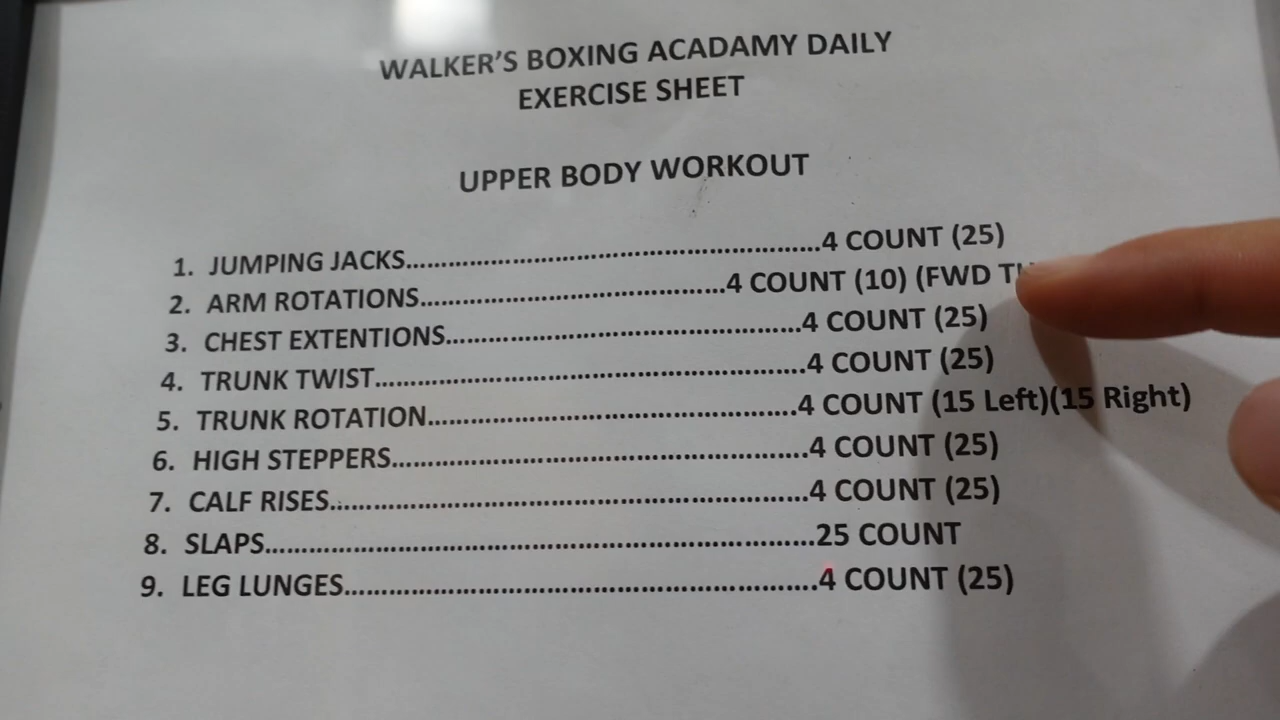 WALKER'S BOXING ACADAMY DAILY
EXERCISE SHEET
UPPER BODY WORKOUT
1. JUMPING JACKS.......................................................4 COUNT (25)
2. ARM ROTATIONS.........................................4 COUNT (10) (FWD
3. CHEST EXTENTIONS...............................................4 COUNT (25)
4. TRUNK TWIST.........................................................4 COUNT (25)
5. TRUNK ROTATION.................................................4 COUNT (15 Left)(15 Right)
6. HIGH STEPPERS.......................................................4 COUNT (25)
7. CALF RISES...............................................................4 COUNT (25)
8. SLAPS........................................................................25 COUNT
9. LEG LUNGES..............................................................4 COUNT (25)